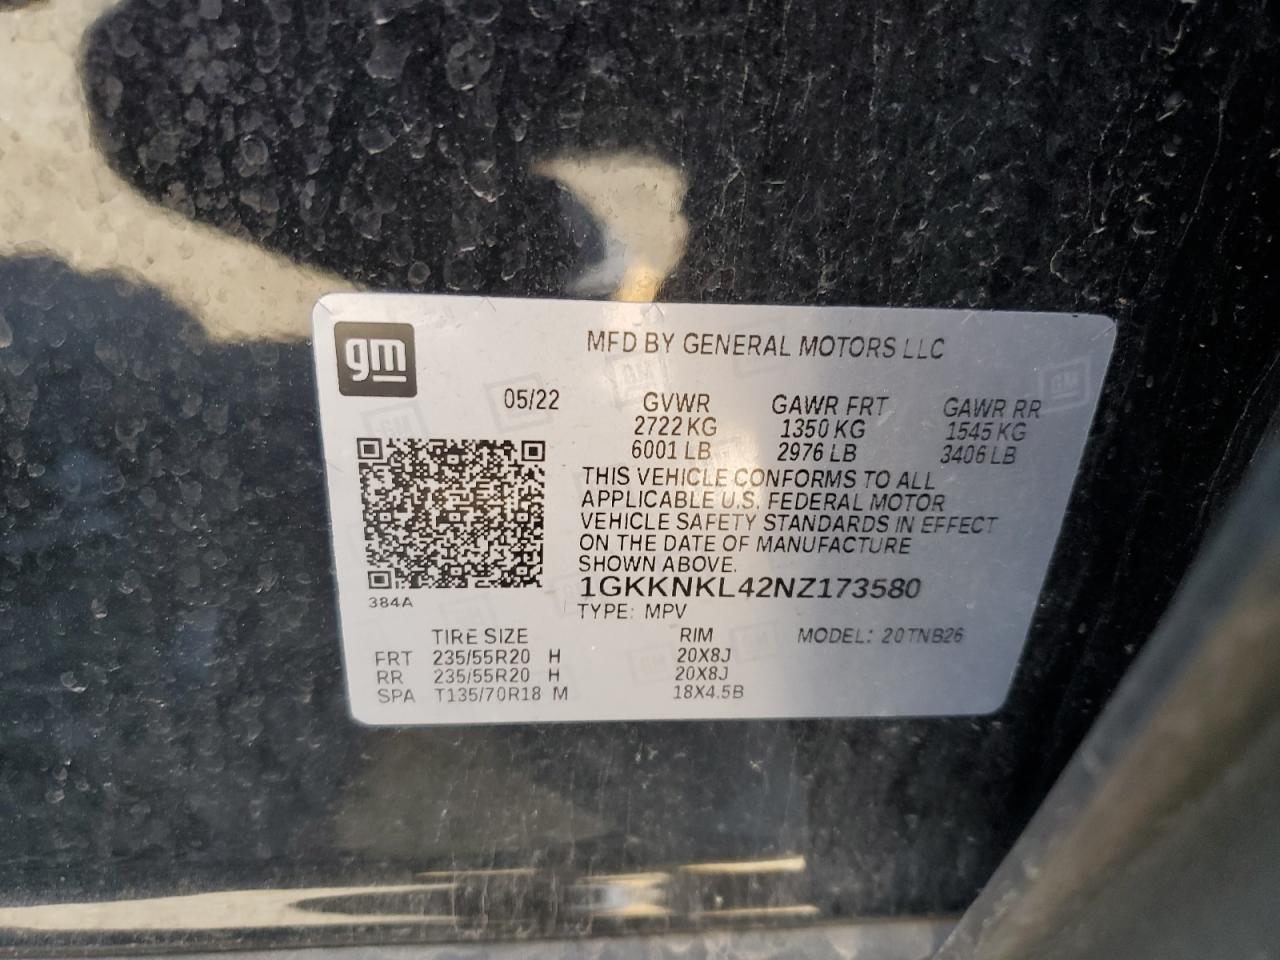 gm
MFD BY GENERAL MOTORS LLC
05/22 GVWR GAWR FRT GAWR RR
2722 KG 1350 KG 1545 KG
6001 LB 2976 LB 3406 LB
THIS VEHICLE CONFORMS TO ALL
APPLICABLE U.S. FEDERAL MOTOR
VEHICLE SAFETY STANDARDS IN EFFECT
ON THE DATE OF MANUFACTURE
SHOWN ABOVE.
1GKKNKL42NZ173580
384A
TYPE: MPV
TIRE SIZE RIM MODEL: 20TNB26
FRT 235/55R20 H 20X8J
RR 235/55R20 H 20X8J
SPA T135/70R18 M 18X4.5B